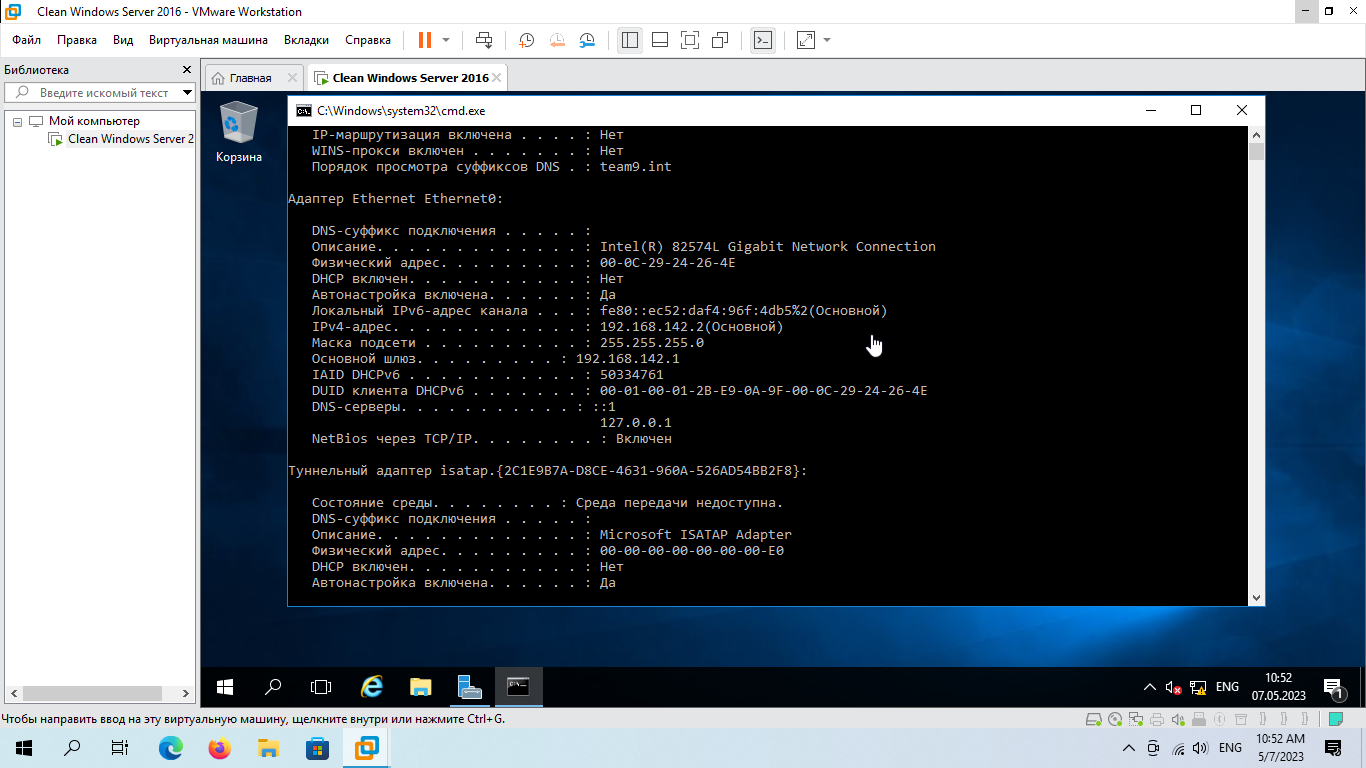 Clean Windows Server 2016 - VMware Workstation
Файл Правка Вид Виртуальная машина Вкладки Справка
Библиотека
Введите искомый текст
Мой компьютер
Clean Windows Server 2
Главная
Clean Windows Server 2016
Корзина
C:\Windows\system32\cmd.exe
IP-маршрутизация включена . . . . : Нет
WINS-прокси включен . . . . . . . : Нет
Порядок просмотра суффиксов DNS . : team9.int
Адаптер Ethernet Ethernet0:
DNS-суффикс подключения . . . . . :
Описание. . . . . . . . . . . . . : Intel(R) 82574L Gigabit Network Connection
Физический адрес. . . . . . . . . : 00-0C-29-24-26-4E
DHCP включен. . . . . . . . . . . : Нет
Автонастройка включена. . . . . . : Да
Локальный IPv6-адрес канала . . . : fe80::ec52:daf4:96f:4db5%2(Основной)
IPv4-адрес. . . . . . . . . . . . : 192.168.142.2(Основной)
Маска подсети . . . . . . . . . . : 255.255.255.0
Основной шлюз. . . . . . . . . : 192.168.142.1
IAID DHCPv6 . . . . . . . . . . . : 50334761
DUID клиента DHCPv6 . . . . . . . : 00-01-00-01-2B-E9-0A-9F-00-0C-29-24-26-4E
DNS-серверы. . . . . . . . . . . : ::1
127.0.0.1
NetBios через TCP/IP. . . . . . . . : Включен
Туннельный адаптер isatap.{2C1E9B7A-D8CE-4631-960A-526AD54BB2F8}:
Состояние среды. . . . . . . . : Среда передачи недоступна.
DNS-суффикс подключения . . . . . :
Описание. . . . . . . . . . . . . : Microsoft ISATAP Adapter
Физический адрес. . . . . . . . . : 00-00-00-00-00-00-00-E0
DHCP включен. . . . . . . . . . . : Нет
Автонастройка включена. . . . . . : Да
ENG
10:52
07.05.2023
1
Чтобы направить ввод на эту виртуальную машину, щелкните внутри или нажмите Ctrl+G.
ENG
10:52 AM
5/7/2023